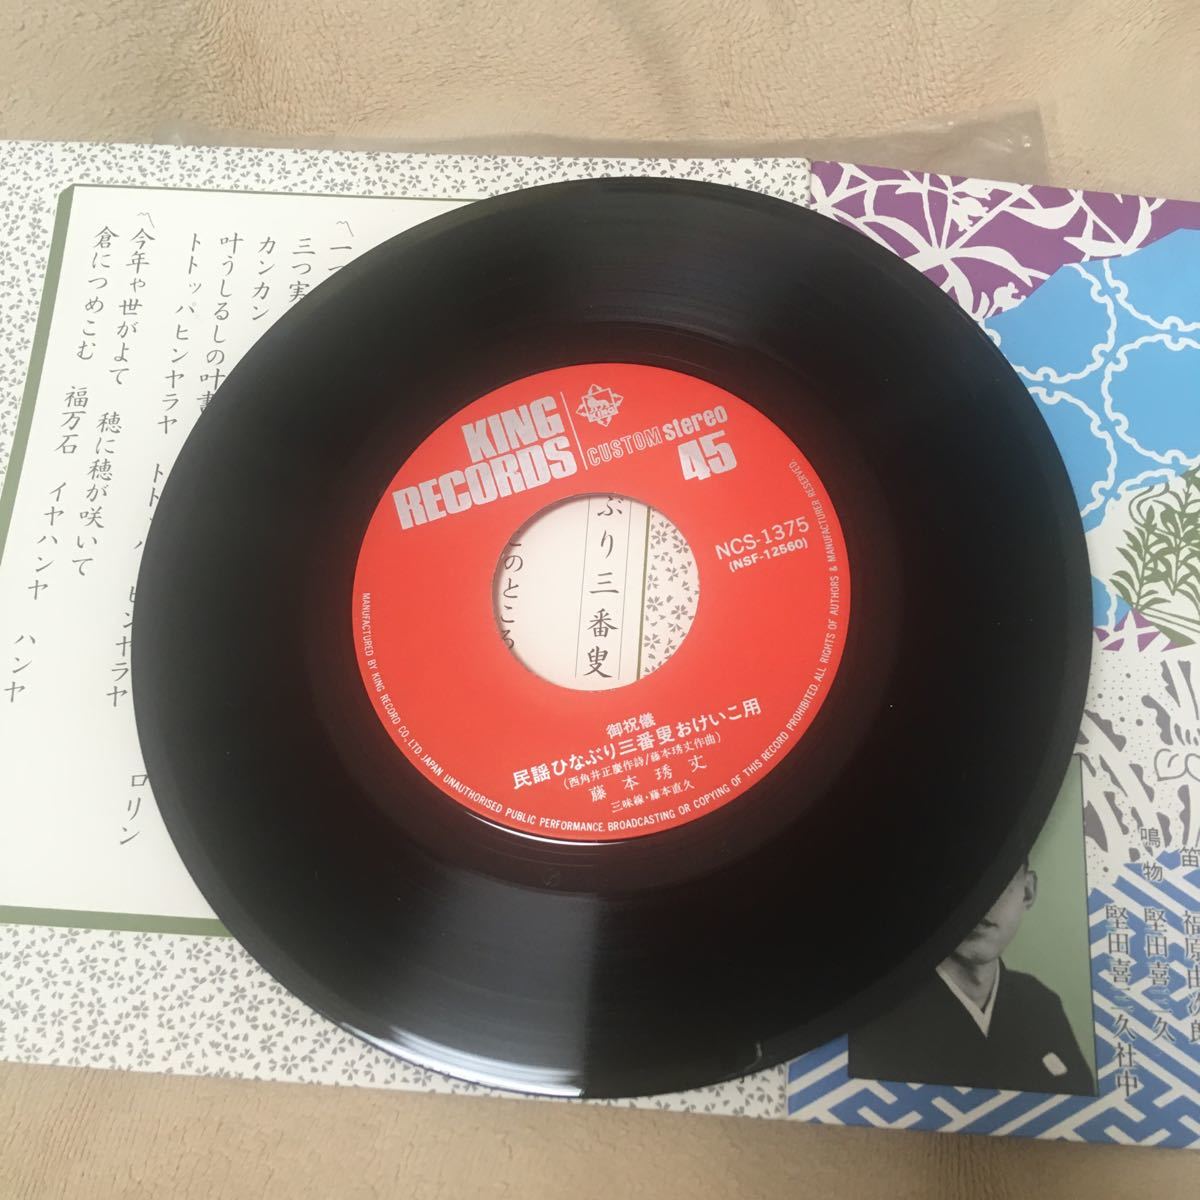 KING
RECORDS
King
CUSTOM stereo
45
NCS-1375
(NSF-12560)
御祝儀
民謡ひなぶり三番叟おけいこ用
(西角井正慶作詩/藤本琇丈作曲)
藤本琇丈
三味線・藤本直久
MANUFACTURED BY KING RECORD CO., LTD. JAPAN UNAUTHORISED PUBLIC PERFORMANCE. BROADCASTING OR COPYING OF THIS RECORD PROHIBITED. ALL RIGHTS OF AUTHORS & MANUFACTURER RESERVED.
ぶり三番叟
のところ
三つ実
カンカン
叶うしるしの叶
トトッパヒンヤラヤ
ヒンヤラヤ ロリン
〽今年ゃ世がよて 穂に穂が咲いて
倉につめこむ 福万石 イヤハンヤ ハンヤ
笛
鳴物 堅田喜三久
堅田喜三久社中